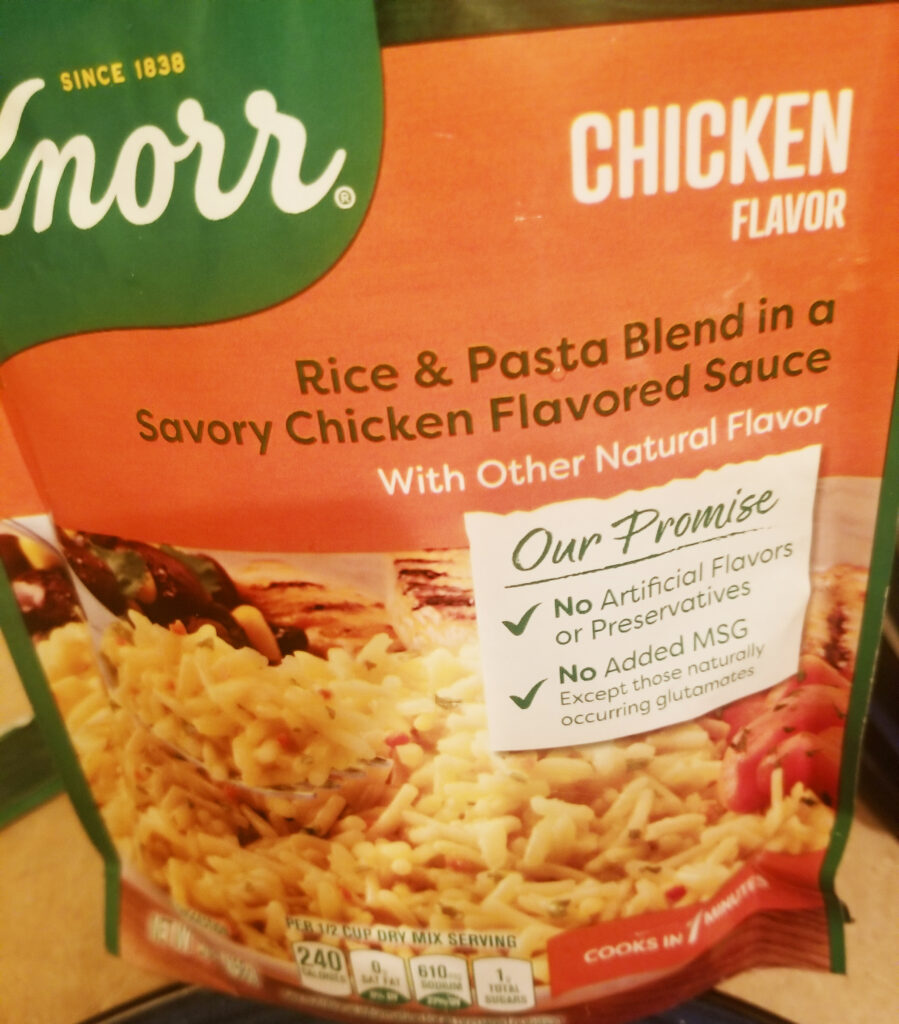 SINCE 1838
Knorr®
CHICKEN
FLAVOR
Rice & Pasta Blend in a
Savory Chicken Flavored Sauce
With Other Natural Flavor
Our Promise
No Artificial Flavors
or Preservatives
No Added MSG
Except those naturally
occurring glutamates
PER 1/2 CUP DRY MIX SERVING
240 CALORIES
0g SAT FAT
610mg SODIUM
1g TOTAL SUGARS
COOKS IN 7 MINUTES